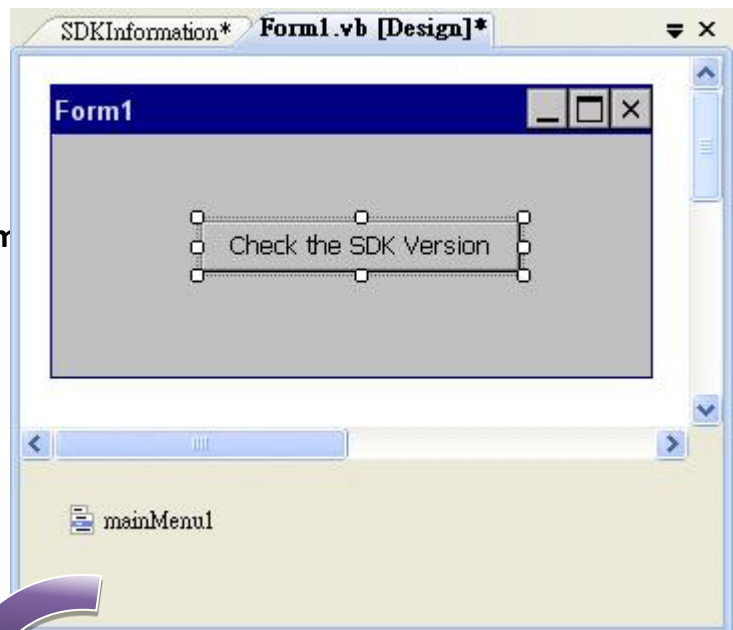 SDKInformation* Form1.vb [Design]*
Form1
Check the SDK Version
mainMenu1